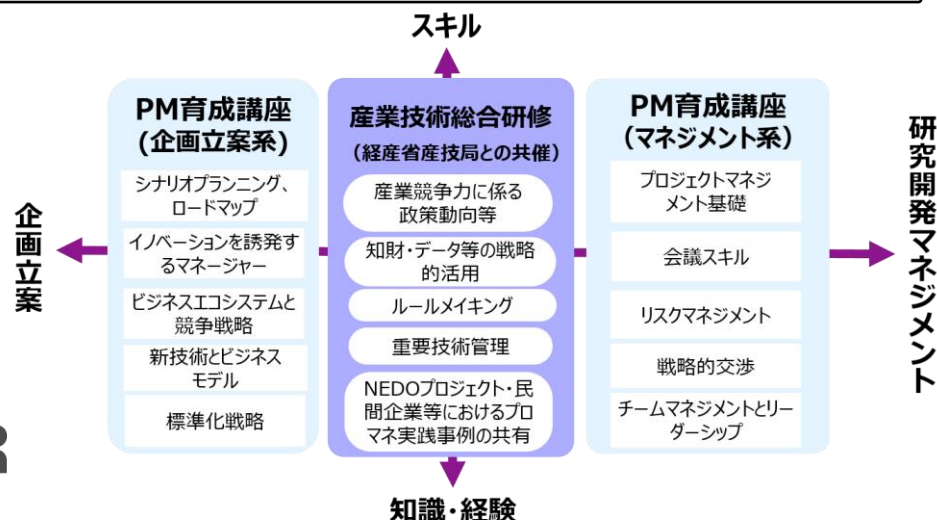 スキル
PM育成講座
(企画立案系)
シナリオプランニング、
ロードマップ
イノベーションを誘発す
るマネージャー
ビジネスエコシステムと
競争戦略
新技術とビジネス
モデル
標準化戦略
産業技術総合研修
（経産省産技局との共催）
産業競争力に係る
政策動向等
知財・データ等の戦略
的活用
ルールメイキング
重要技術管理
NEDOプロジェクト・民
間企業等におけるプロ
マネ実践事例の共有
PM育成講座
（マネジメント系）
プロジェクトマネジ
メント基礎
会議スキル
リスクマネジメント
戦略的交渉
チームマネジメントとリー
ダーシップ
企画立案
研究開発マネジメント
知識・経験